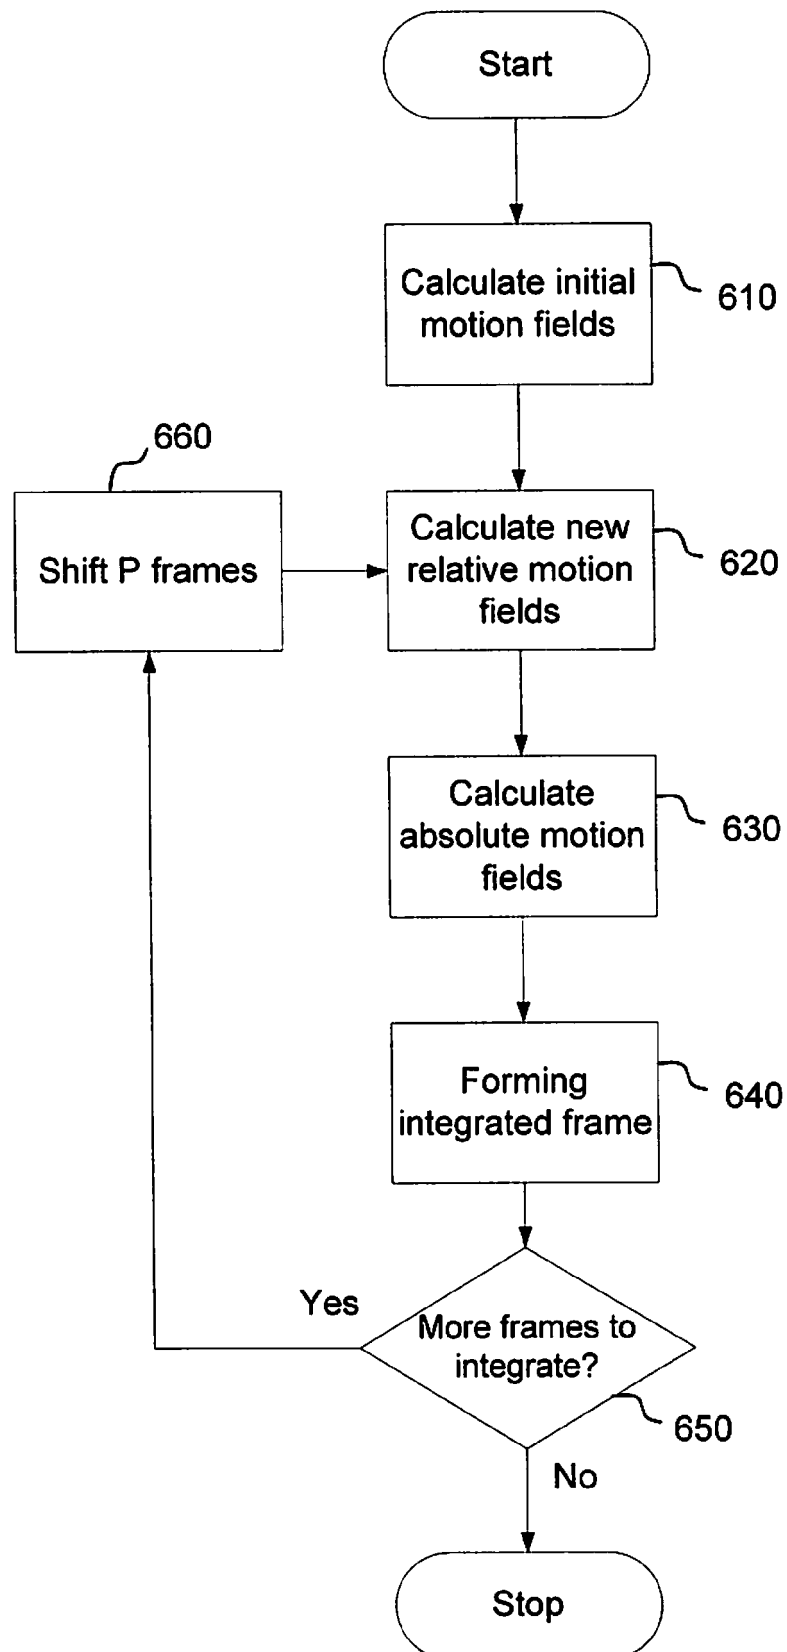 Start
Calculate initial
motion fields
610
660
Shift P frames
Calculate new
relative motion
fields
620
Calculate
absolute motion
fields
630
Forming
integrated frame
640
Yes
More frames to
integrate?
650
No
Stop